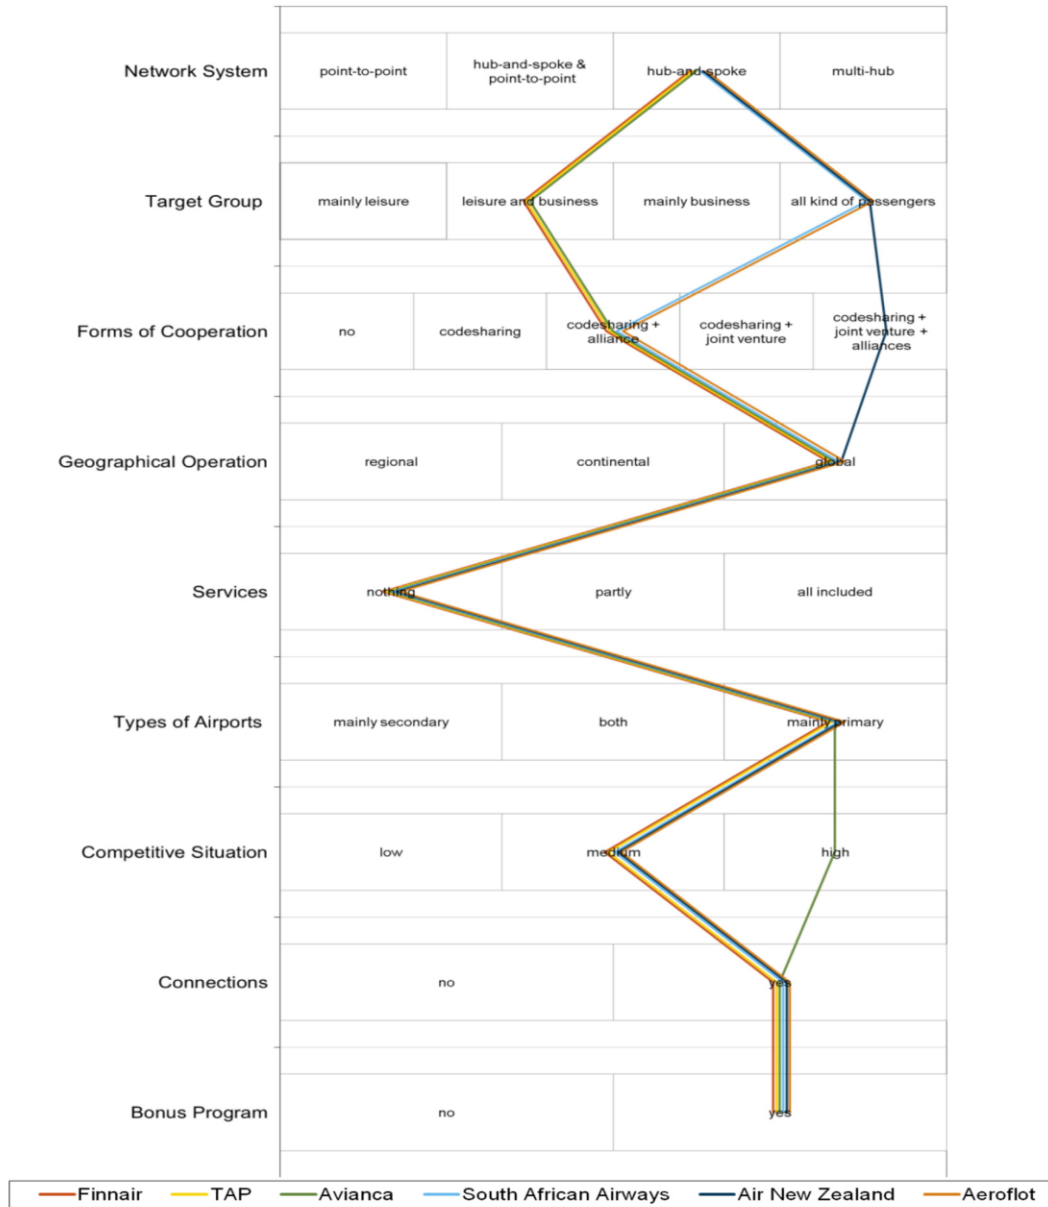 Network System
point-to-point
hub-and-spoke &
point-to-point
hub-and-spoke
multi-hub
Target Group
mainly leisure
leisure and business
mainly business
all kind of passengers
Forms of Cooperation
no
codesharing
codesharing +
alliance
codesharing +
joint venture
codesharing +
joint venture +
alliances
Geographical Operation
regional
continental
global
Services
nothing
partly
all included
Types of Airports
mainly secondary
both
mainly primary
Competitive Situation
low
medium
high
Connections
no
yes
Bonus Program
no
yes
Finnair
TAP
Avianca
South African Airways
Air New Zealand
Aeroflot